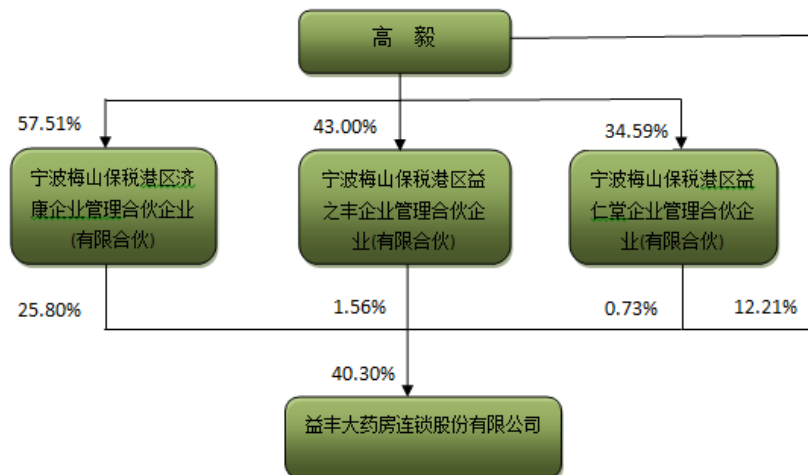 高 毅
57.51%
43.00%
34.59%
宁波梅山保税港区济
康企业管理合伙企业
(有限合伙)
宁波梅山保税港区益
之丰企业管理合伙企
业(有限合伙)
宁波梅山保税港区益
仁堂企业管理合伙企
业(有限合伙)
25.80%
1.56%
0.73%
12.21%
40.30%
益丰大药房连锁股份有限公司